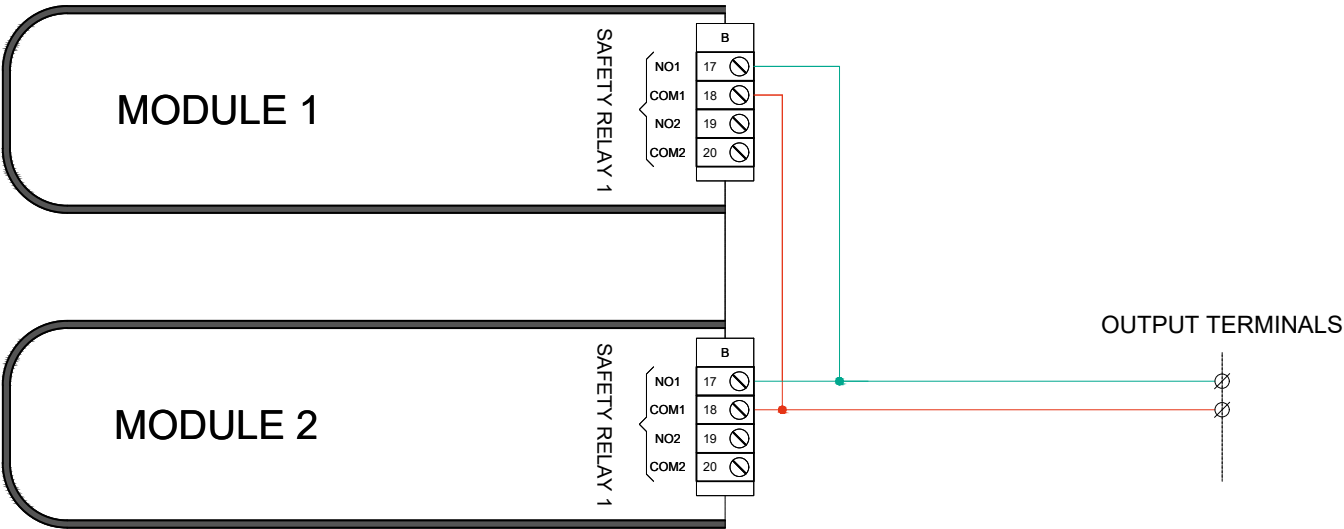 MODULE 1
SAFETY RELAY 1
B
NO1 17
COM1 18
NO2 19
COM2 20
OUTPUT TERMINALS
MODULE 2
SAFETY RELAY 1
B
NO1 17
COM1 18
NO2 19
COM2 20